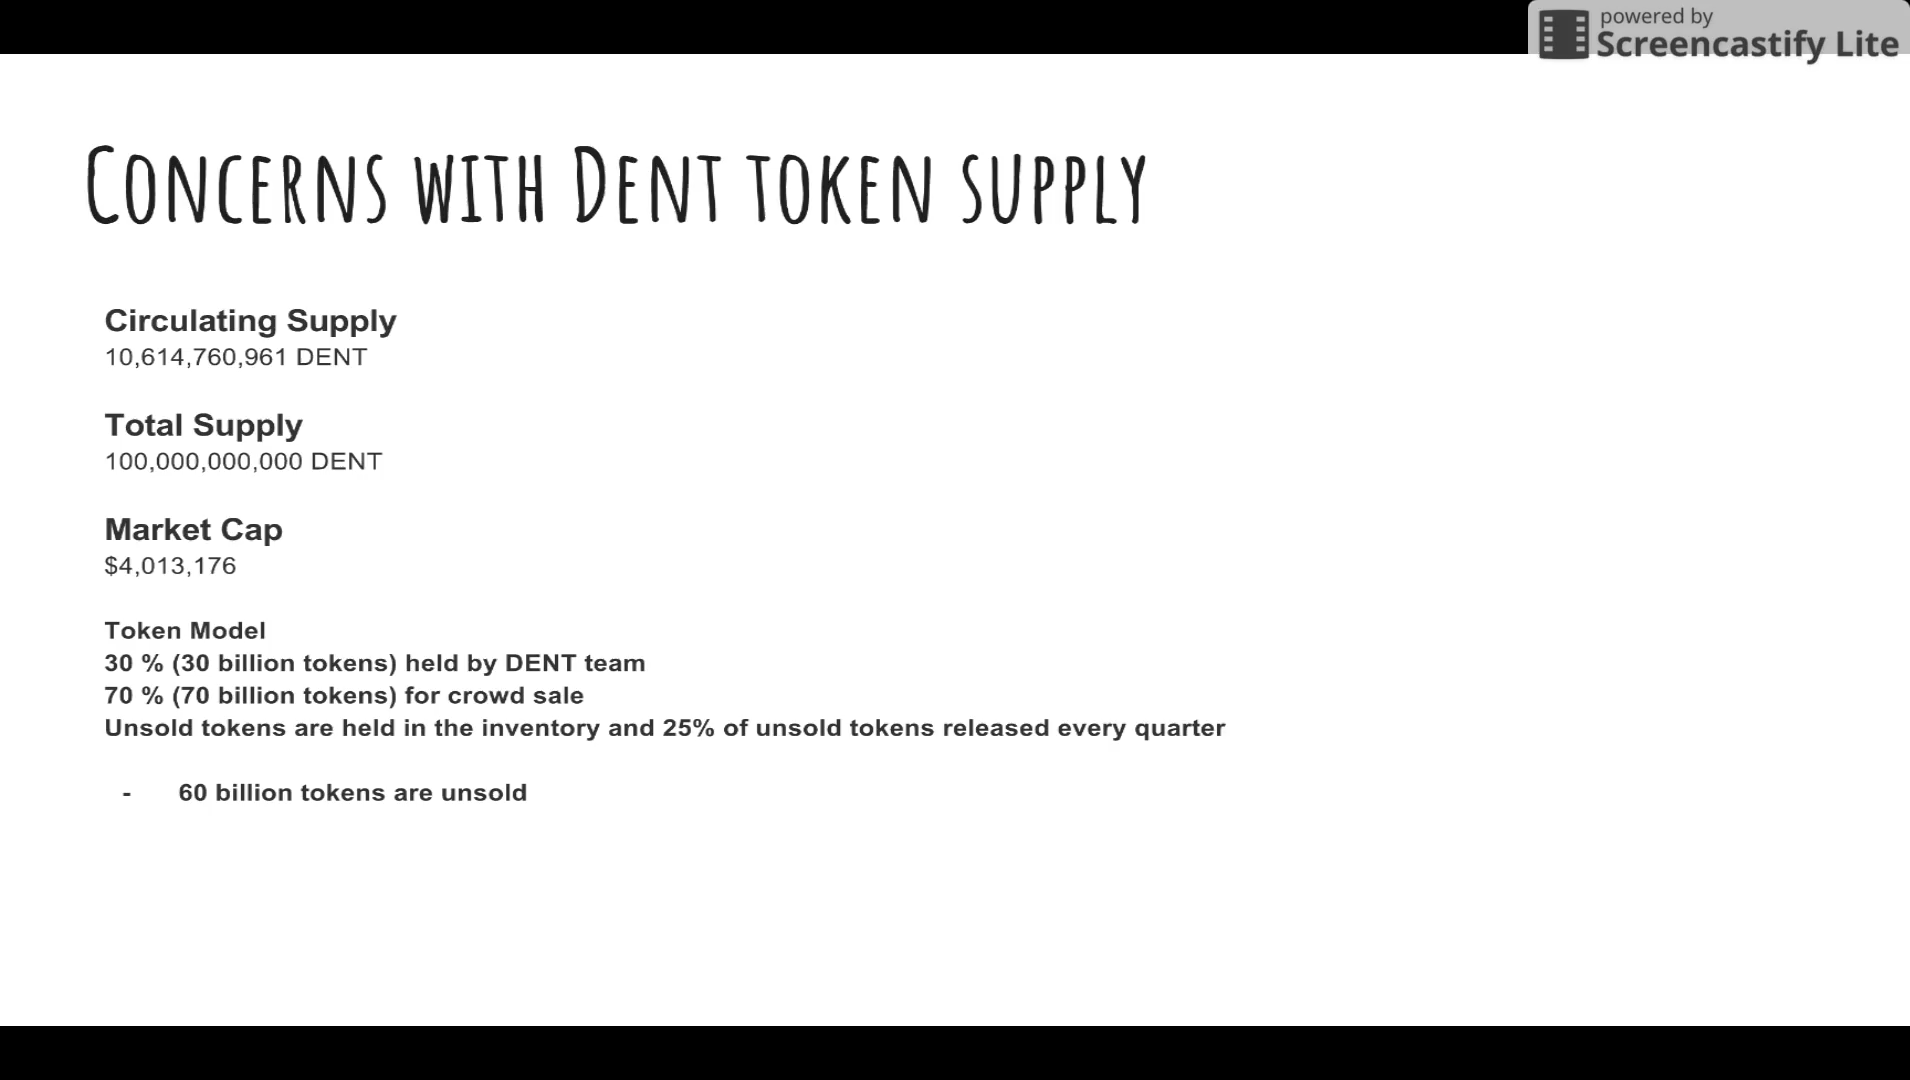 powered by
Screencastify Lite
Concerns with Dent token supply
Circulating Supply
10,614,760,961 DENT
Total Supply
100,000,000,000 DENT
Market Cap
$4,013,176
Token Model
30 % (30 billion tokens) held by DENT team
70 % (70 billion tokens) for crowd sale
Unsold tokens are held in the inventory and 25% of unsold tokens released every quarter
- 60 billion tokens are unsold